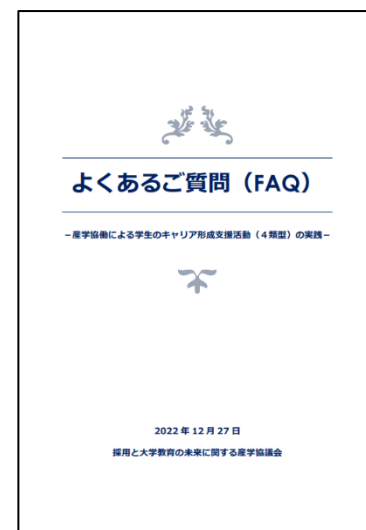 よくあるご質問（FAQ）
－産学協働による学生のキャリア形成支援活動（４類型）の実践－
2022 年 12 月 27 日
採用と大学教育の未来に関する産学協議会